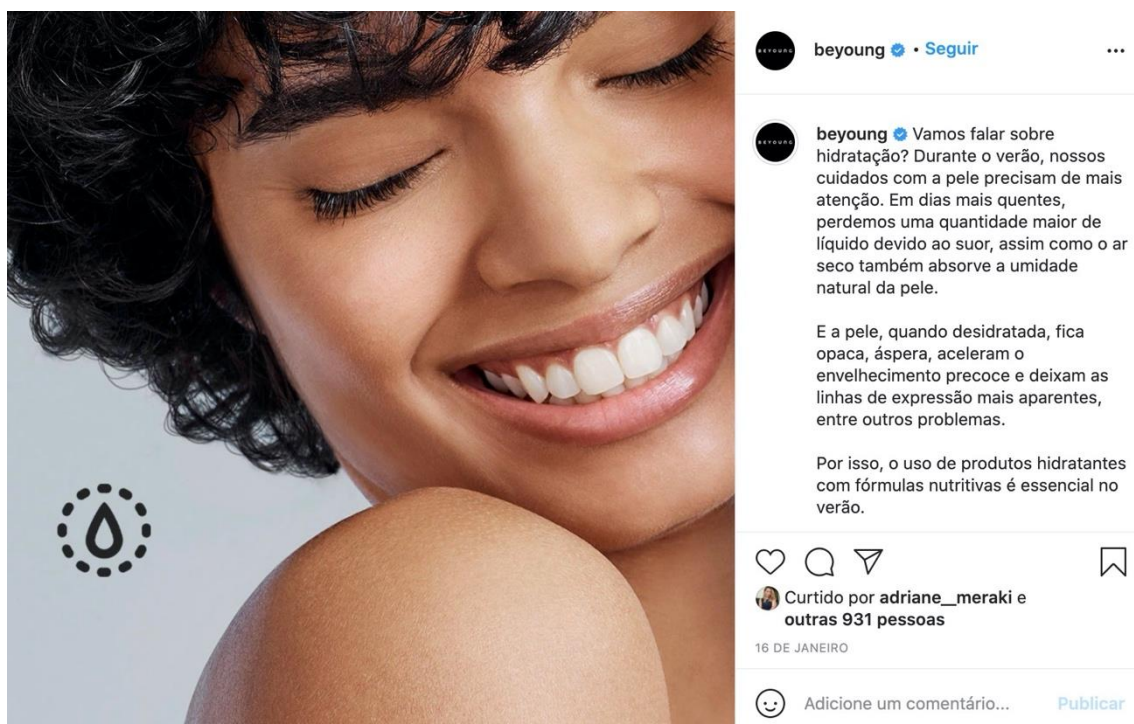 BEYOUNG
beyoung • Seguir
BEYOUNG
beyoung Vamos falar sobre
hidratação? Durante o verão, nossos
cuidados com a pele precisam de mais
atenção. Em dias mais quentes,
perdemos uma quantidade maior de
líquido devido ao suor, assim como o ar
seco também absorve a umidade
natural da pele.
E a pele, quando desidratada, fica
opaca, áspera, aceleram o
envelhecimento precoce e deixam as
linhas de expressão mais aparentes,
entre outros problemas.
Por isso, o uso de produtos hidratantes
com fórmulas nutritivas é essencial no
verão.
Curtido por adriane__meraki e
outras 931 pessoas
16 DE JANEIRO
Adicione um comentário... Publicar